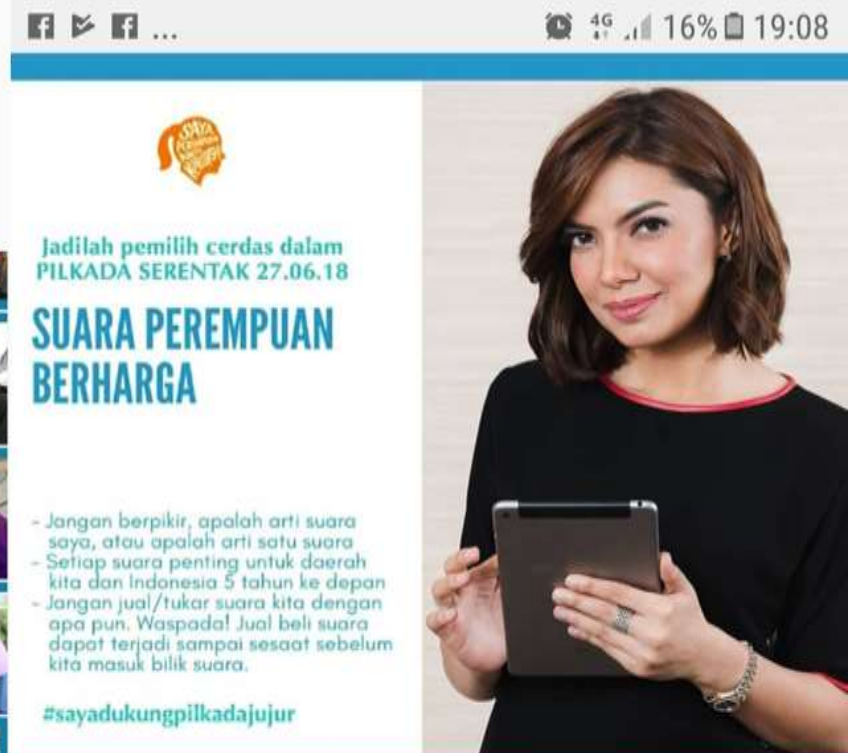 ... 4G 16% 19:08
SAYA
PEREMPUAN
Jadilah pemilih cerdas dalam
PILKADA SERENTAK 27.06.18
SUARA PEREMPUAN
BERHARGA
- Jangan berpikir, apalah arti suara
saya, atau apalah arti satu suara
- Setiap suara penting untuk daerah
kita dan Indonesia 5 tahun ke depan
- Jangan jual/tukar suara kita dengan
apa pun. Waspada! Jual beli suara
dapat terjadi sampai sesaat sebelum
kita masuk bilik suara.
#sayadukungpilkadajujur